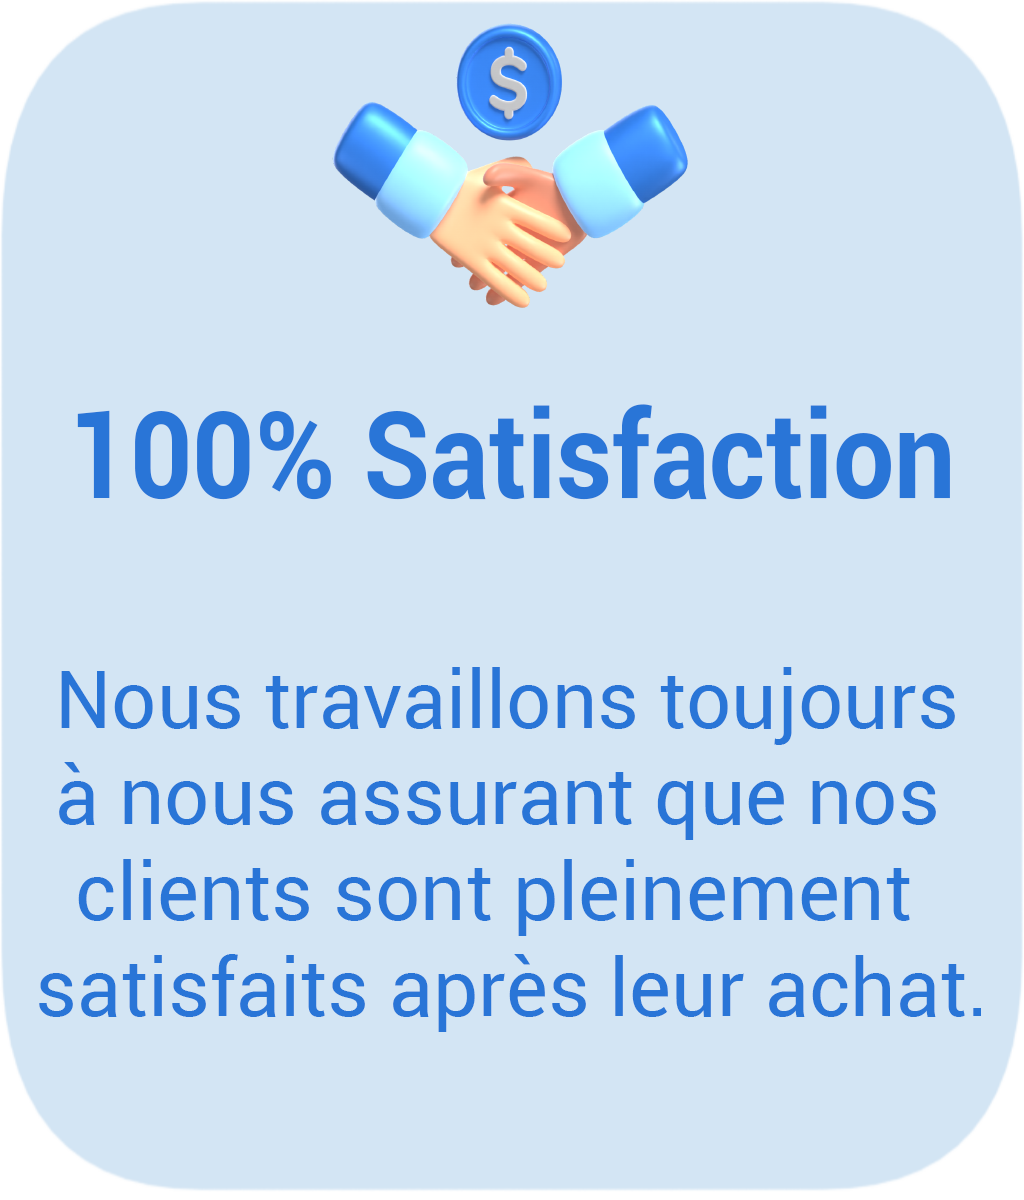 $
100% Satisfaction
Nous travaillons toujours
à nous assurant que nos
clients sont pleinement
satisfaits après leur achat.